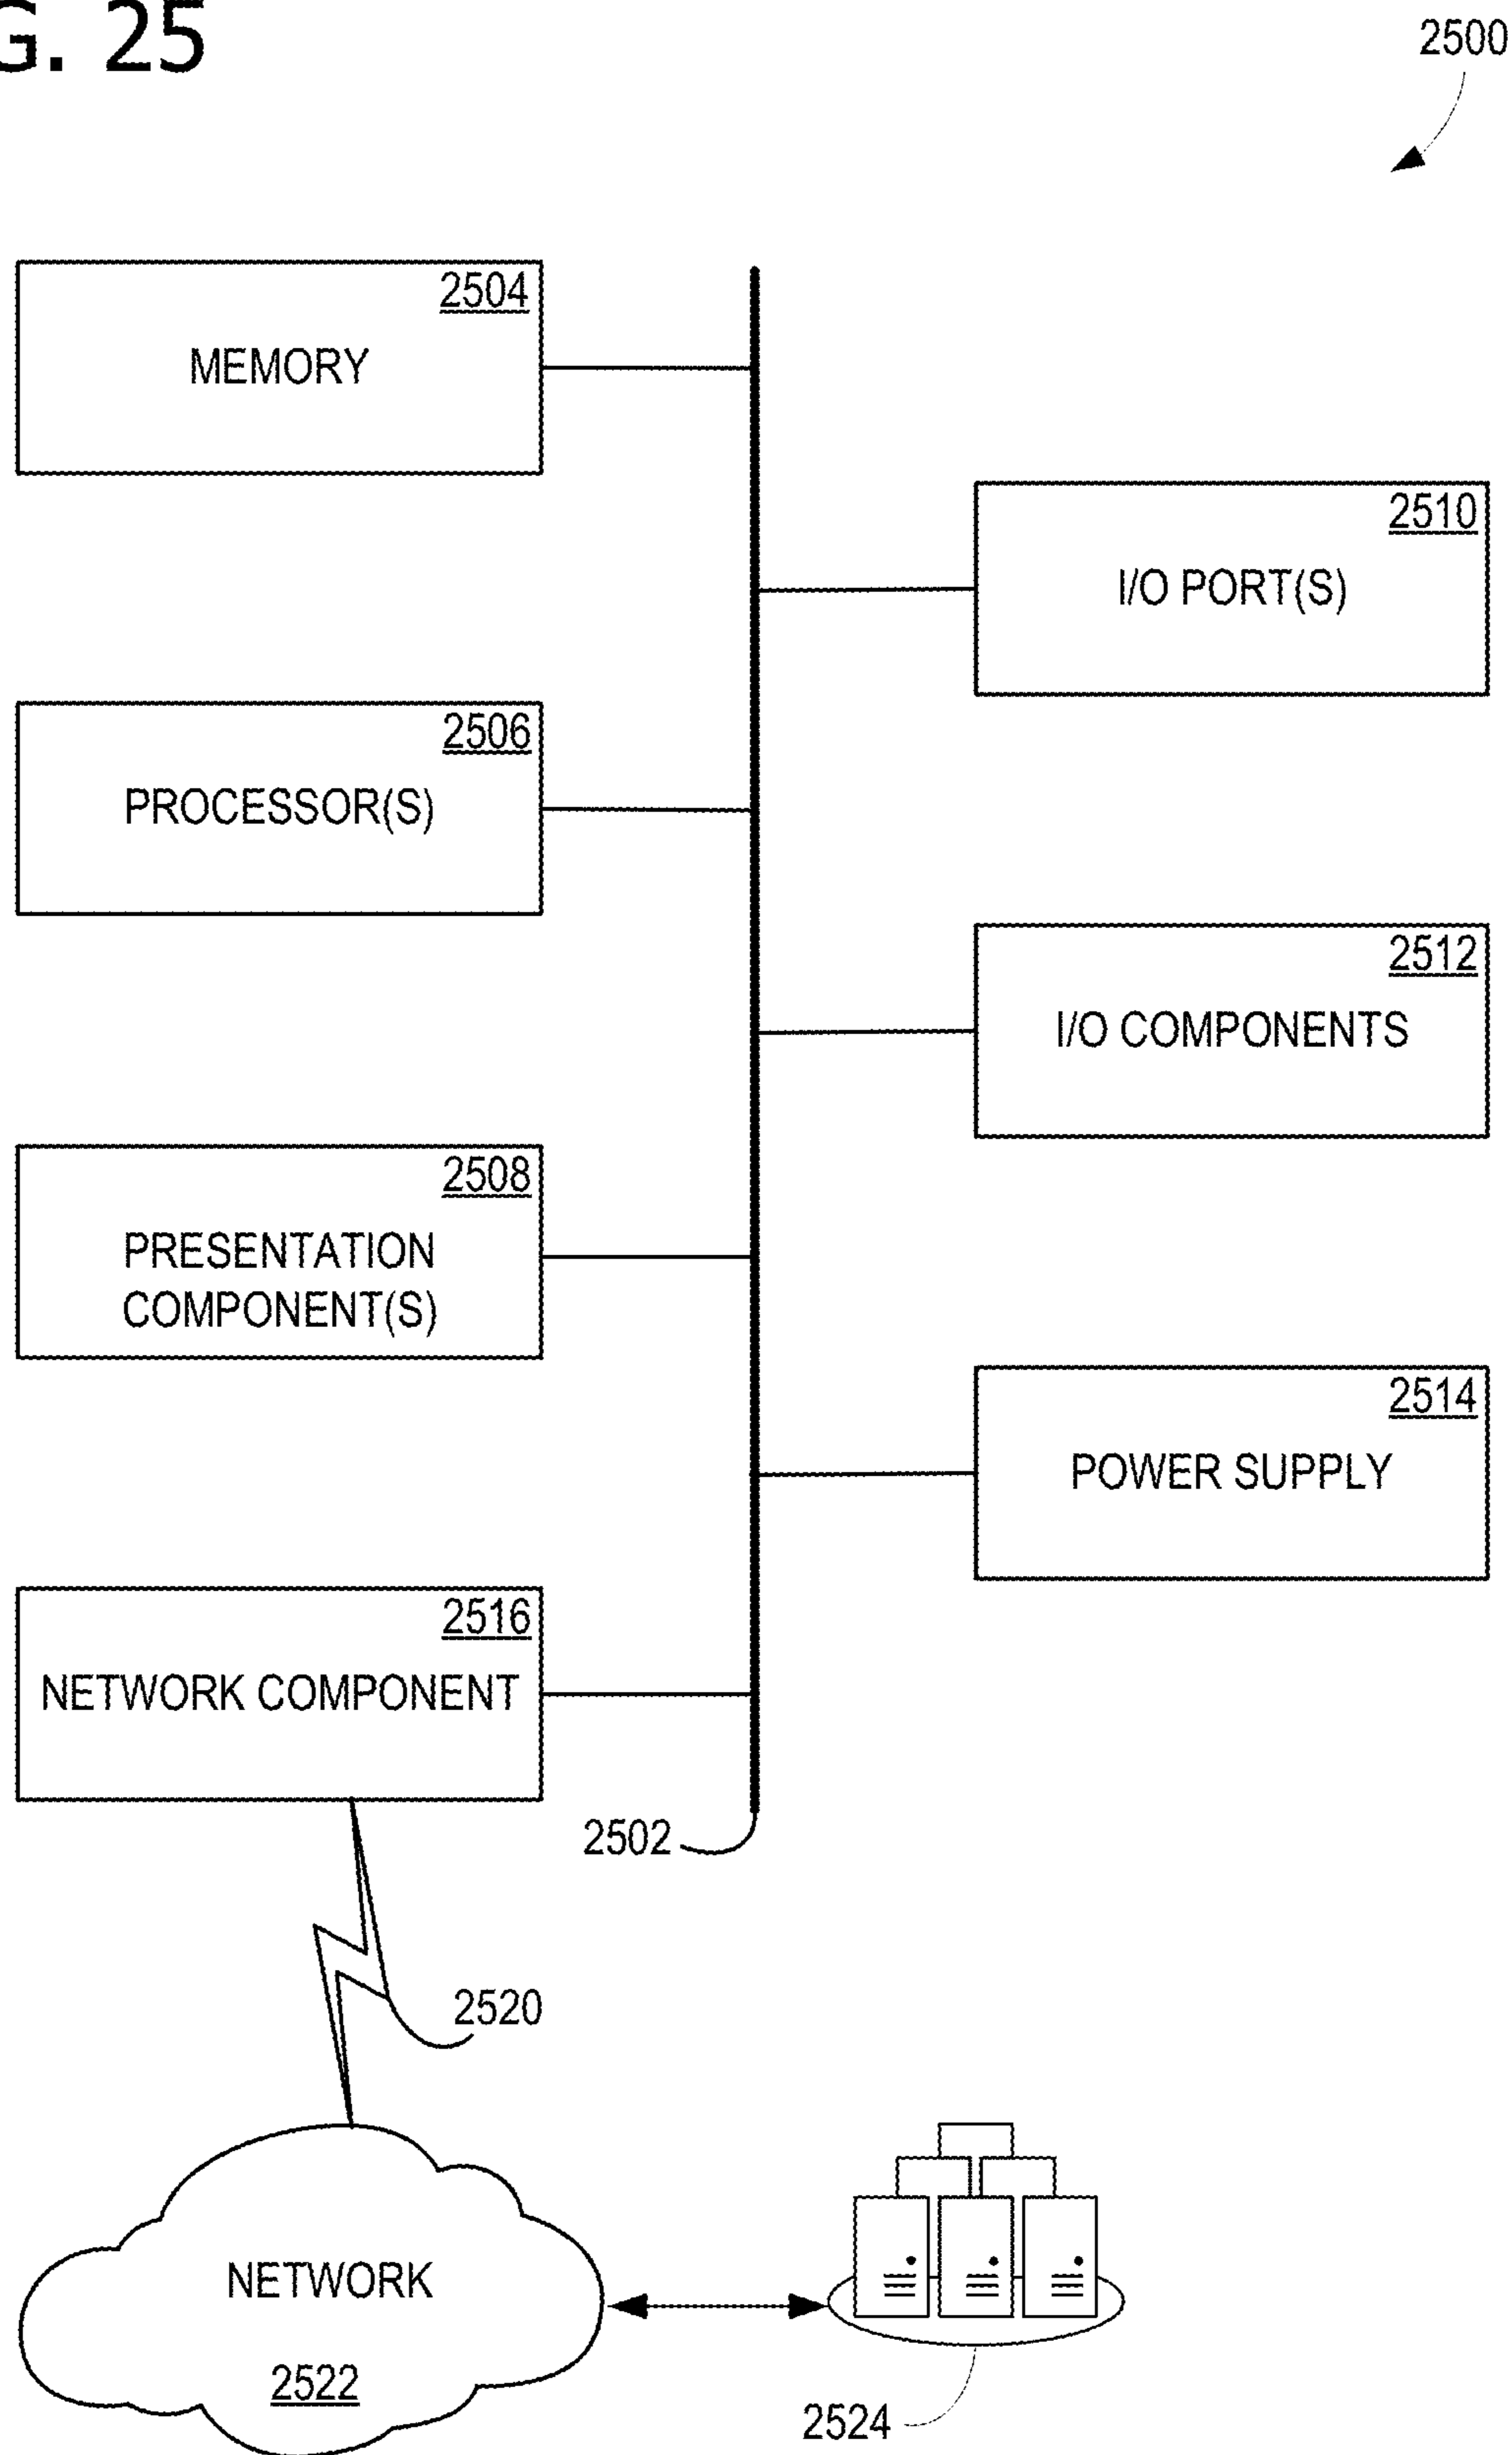 G. 25
2500
2504
MEMORY
2510
I/O PORT(S)
2506
PROCESSOR(S)
2512
I/O COMPONENTS
2508
PRESENTATION
COMPONENT(S)
2514
POWER SUPPLY
2516
NETWORK COMPONENT
2502
2520
NETWORK
2522
2524